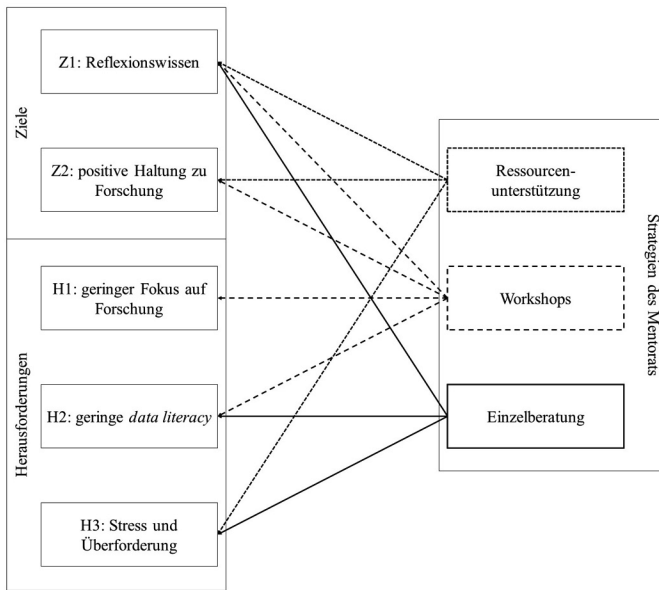 Ziele
Z1: Reflexionswissen
Z2: positive Haltung zu
Forschung
Herausforderungen
H1: geringer Fokus auf
Forschung
H2: geringe data literacy
H3: Stress und
Überforderung
Ressourcen-
unterstützung
Workshops
Einzelberatung
Strategien des Mentorats